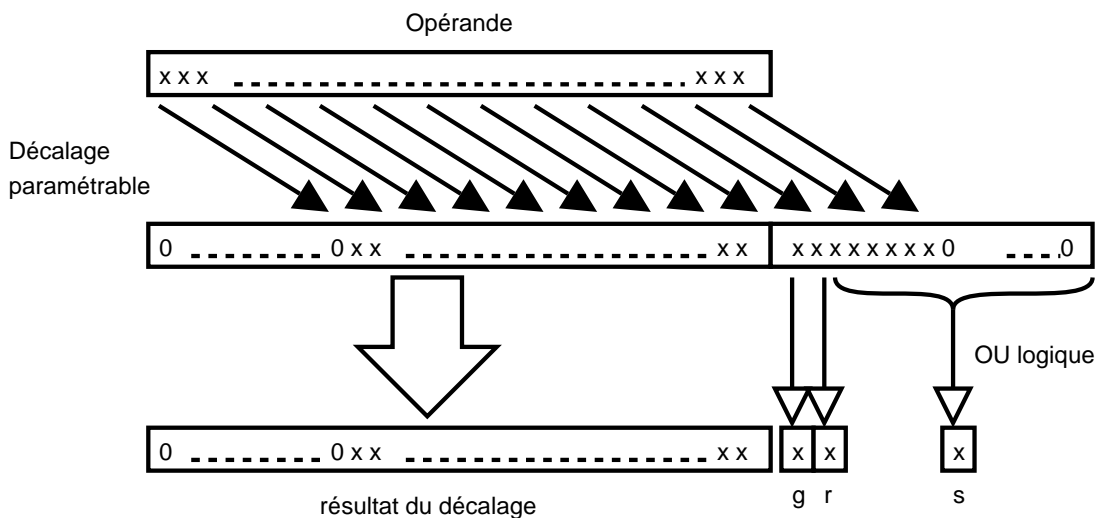 Opérande
x x x x x x
Décalage
paramétrable
0 0 x x x x x x x x x x x x 0 0
OU logique
0 0 x x x x x x x
g r s
résultat du décalage